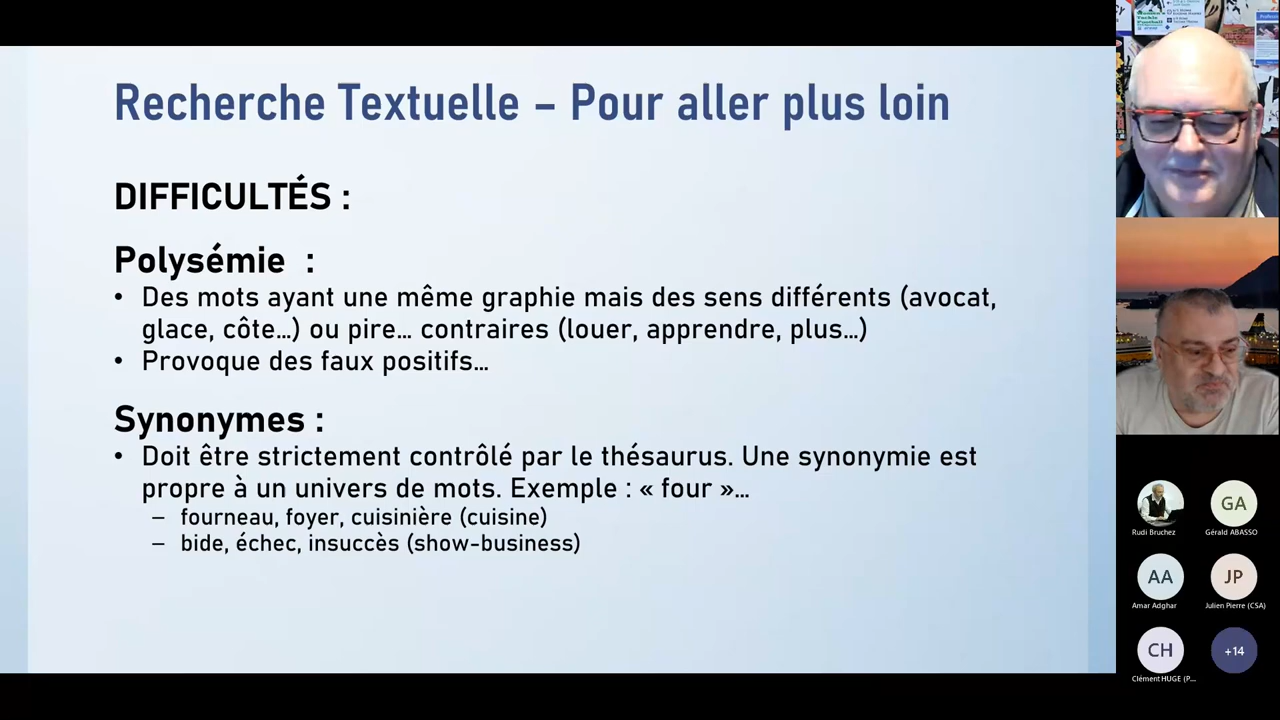 Recherche Textuelle – Pour aller plus loin
DIFFICULTÉS :
Polysémie  :
• Des mots ayant une même graphie mais des sens différents (avocat,
glace, côte…) ou pire… contraires (louer, apprendre, plus…)
• Provoque des faux positifs…
Synonymes :
• Doit être strictement contrôlé par le thésaurus. Une synonymie est
propre à un univers de mots. Exemple : « four »…
– fourneau, foyer, cuisinière (cuisine)
– bide, échec, insuccès (show-business)
Rudi Bruchez
GA
Gérald ABASSO
AA
Amar Adghar
JP
Julien Pierre (CSA)
CH
Clément HUGE (P...
+14